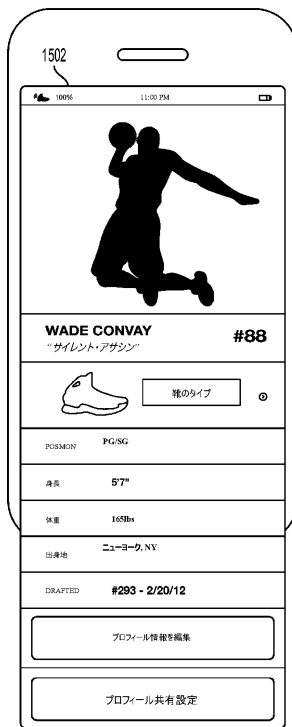 1502
100% 11:00 PM
WADE CONVAY #88
"サイレント・アサシン"
靴のタイプ
POSMON PG/SG
身長 5'7"
体重 165lbs
出身地 ニューヨーク, NY
DRAFTED #293 - 2/20/12
プロフィール情報を編集
プロフィール共有設定